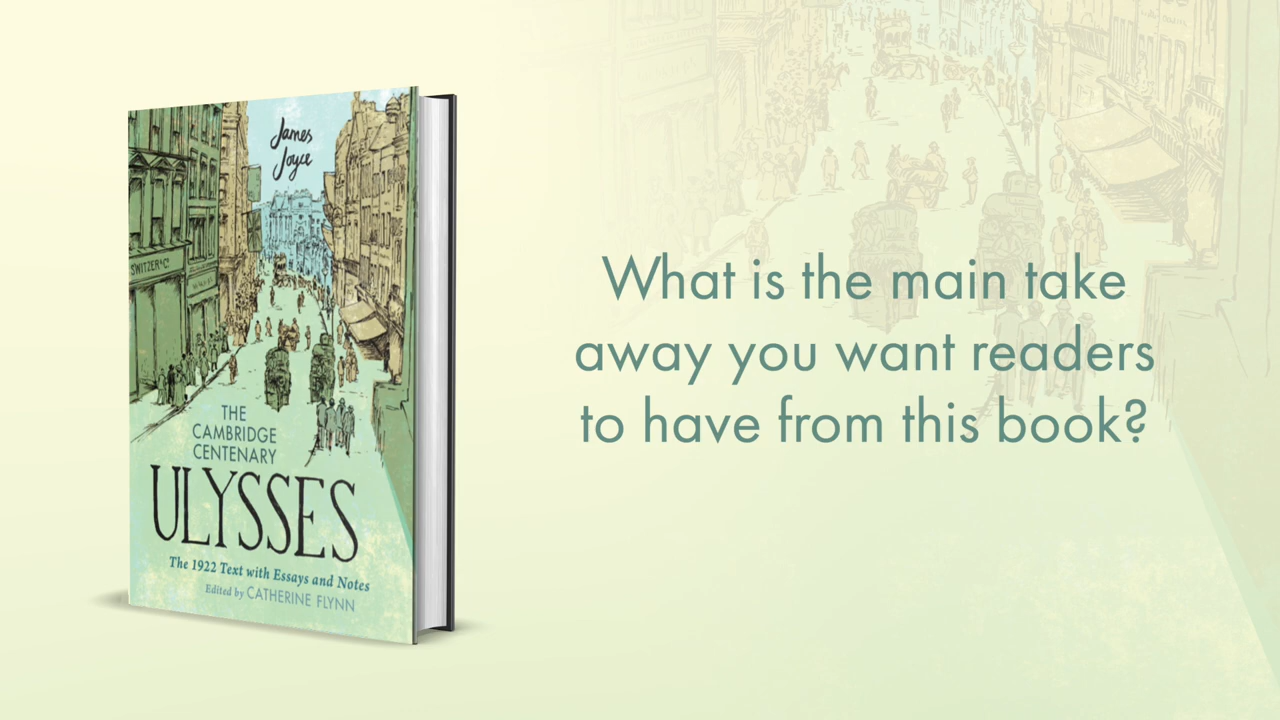 James
Joyce
SWITZER & Co.
THE
CAMBRIDGE
CENTENARY
ULYSSES
The 1922 Text with Essays and Notes
Edited by CATHERINE FLYNN
What is the main take
away you want readers
to have from this book?